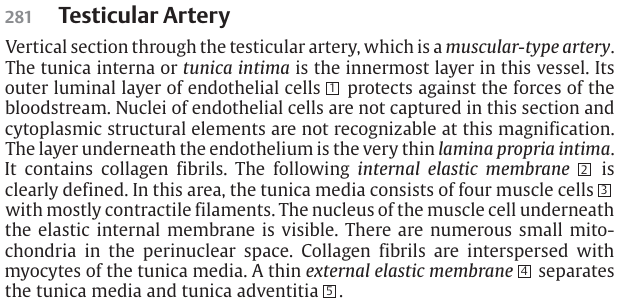 281 Testicular Artery
Vertical section through the testicular artery, which is a muscular-type artery.
The tunica interna or tunica intima is the innermost layer in this vessel. Its
outer luminal layer of endothelial cells 1 protects against the forces of the
bloodstream. Nuclei of endothelial cells are not captured in this section and
cytoplasmic structural elements are not recognizable at this magnification.
The layer underneath the endothelium is the very thin lamina propria intima.
It contains collagen fibrils. The following internal elastic membrane 2 is
clearly defined. In this area, the tunica media consists of four muscle cells 3
with mostly contractile filaments. The nucleus of the muscle cell underneath
the elastic internal membrane is visible. There are numerous small mito-
chondria in the perinuclear space. Collagen fibrils are interspersed with
myocytes of the tunica media. A thin external elastic membrane 4 separates
the tunica media and tunica adventitia 5.